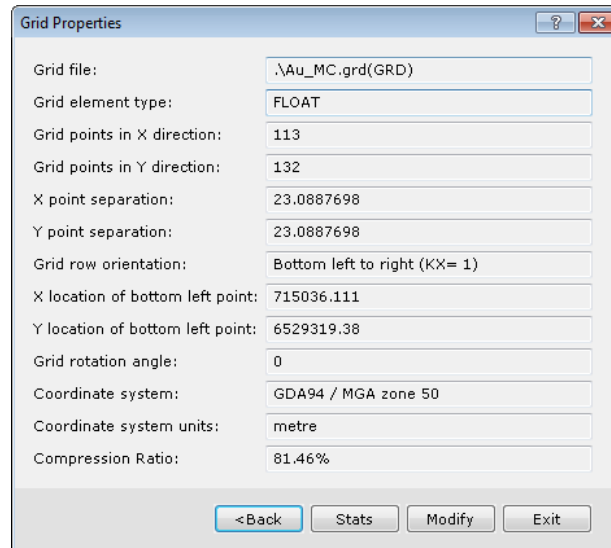 Grid Properties
Grid file: .\Au_MC.grd(GRD)
Grid element type: FLOAT
Grid points in X direction: 113
Grid points in Y direction: 132
X point separation: 23.0887698
Y point separation: 23.0887698
Grid row orientation: Bottom left to right (KX= 1)
X location of bottom left point: 715036.111
Y location of bottom left point: 6529319.38
Grid rotation angle: 0
Coordinate system: GDA94 / MGA zone 50
Coordinate system units: metre
Compression Ratio: 81.46%
<Back Stats Modify Exit